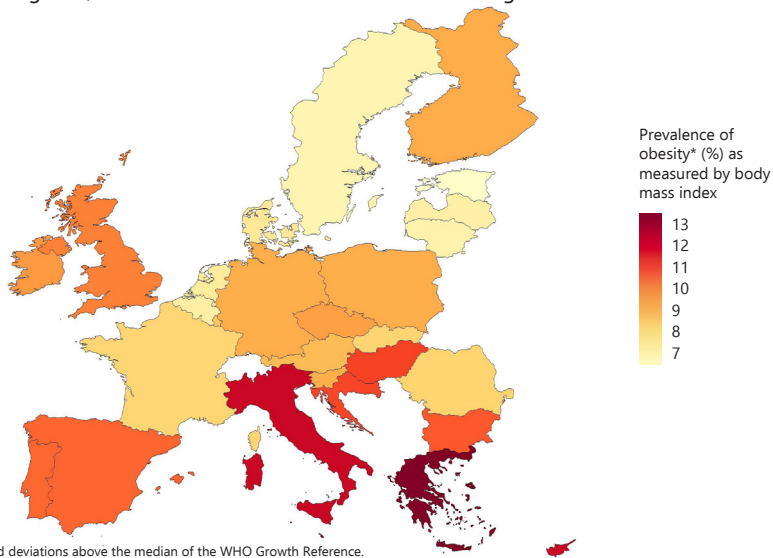 Prevalence of
obesity* (%) as
measured by body
mass index
13
12
11
10
9
8
7
deviations above the median of the WHO Growth Reference.